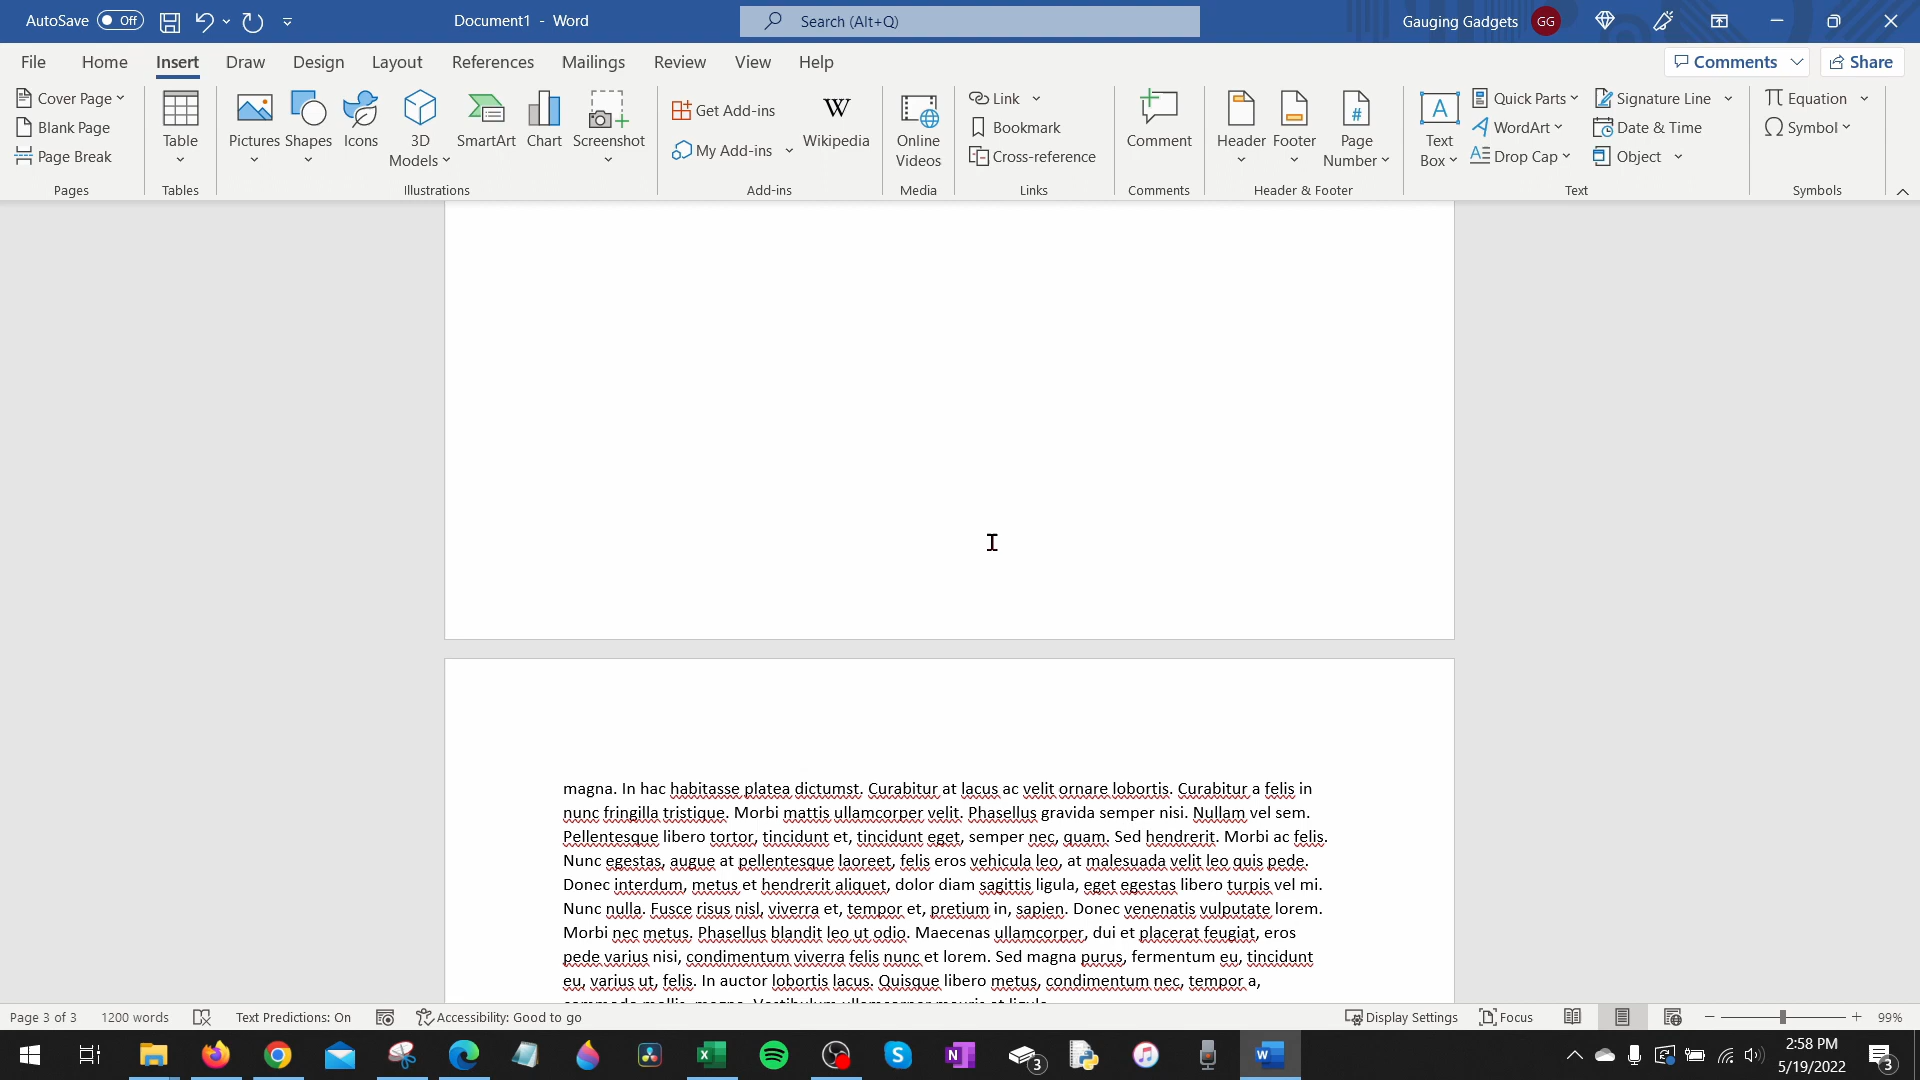 AutoSave Off Document1 - Word Search (Alt+Q) Gauging Gadgets GG
File Home Insert Draw Design Layout References Mailings Review View Help Comments Share
Cover Page
Blank Page
Page Break
Pages
Table
Tables
Pictures Shapes Icons 3D Models SmartArt Chart Screenshot
Illustrations
Get Add-ins
My Add-ins
Wikipedia
Add-ins
Online Videos
Media
Link
Bookmark
Cross-reference
Links
Comment
Comments
Header Footer Page Number
Header & Footer
Text Box
Quick Parts
WordArt
Drop Cap
Signature Line
Date & Time
Object
Text
Equation
Symbol
Symbols
magna. In hac habitasse platea dictumst. Curabitur at lacus ac velit ornare lobortis. Curabitur a felis in
nunc fringilla tristique. Morbi mattis ullamcorper velit. Phasellus gravida semper nisi. Nullam vel sem.
Pellentesque libero tortor, tincidunt et, tincidunt eget, semper nec, quam. Sed hendrerit. Morbi ac felis.
Nunc egestas, augue at pellentesque laoreet, felis eros vehicula leo, at malesuada velit leo quis pede.
Donec interdum, metus et hendrerit aliquet, dolor diam sagittis ligula, eget egestas libero turpis vel mi.
Nunc nulla. Fusce risus nisl, viverra et, tempor et, pretium in, sapien. Donec venenatis vulputate lorem.
Morbi nec metus. Phasellus blandit leo ut odio. Maecenas ullamcorper, dui et placerat feugiat, eros
pede varius nisi, condimentum viverra felis nunc et lorem. Sed magna purus, fermentum eu, tincidunt
eu, varius ut, felis. In auctor lobortis lacus. Quisque libero metus, condimentum nec, tempor a,
commodo mollis, magna. Vestibulum ullamcorper mauris at ligula.
Page 3 of 3 1200 words Text Predictions: On Accessibility: Good to go Display Settings Focus 99%
3 2:58 PM
5/19/2022 3